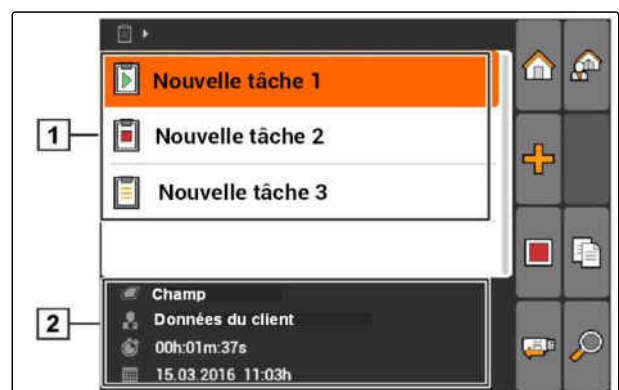 Nouvelle tâche 1
1
Nouvelle tâche 2
Nouvelle tâche 3
Champ
2
Données du client
00h:01m:37s
15.03.2016 11:03h